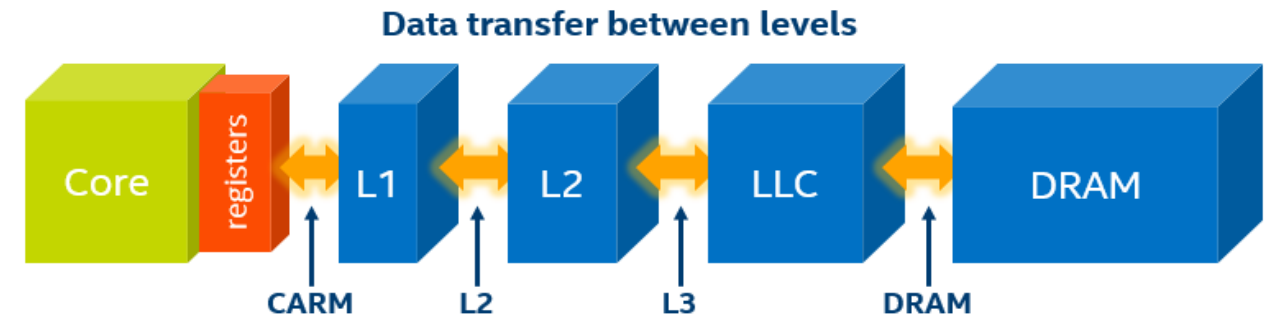 Data transfer between levels
Core
registers
L1
L2
LLC
DRAM
CARM
L2
L3
DRAM